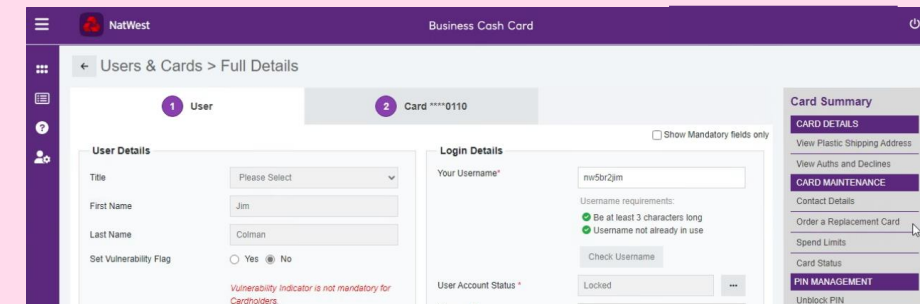 NatWest
Business Cash Card
Users & Cards > Full Details
1 User
2 Card ****0110
Show Mandatory fields only
User Details
Title
Please Select
First Name
Jim
Last Name
Colman
Set Vulnerability Flag
Yes No
Vulnerability Indicator is not mandatory for
Cardholders.
Login Details
Your Username*
nw5br2jim
Username requirements:
Be at least 3 characters long
Username not already in use
Check Username
User Account Status *
Locked
...
Card Summary
CARD DETAILS
View Plastic Shipping Address
View Auths and Declines
CARD MAINTENANCE
Contact Details
Order a Replacement Card
Spend Limits
Card Status
PIN MANAGEMENT
Unblock PIN